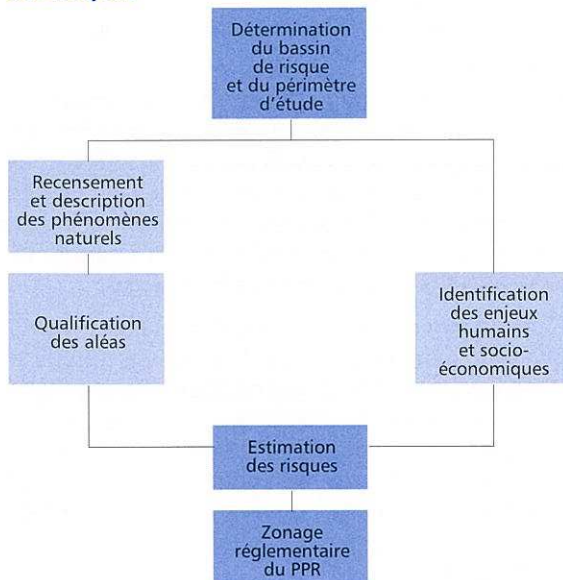 Détermination
du bassin
de risque
et du périmètre
d'étude
Recensement
et description
des phénomènes
naturels
Qualification
des aléas
Identification
des enjeux
humains
et socio-
économiques
Estimation
des risques
Zonage
réglementaire
du PPR